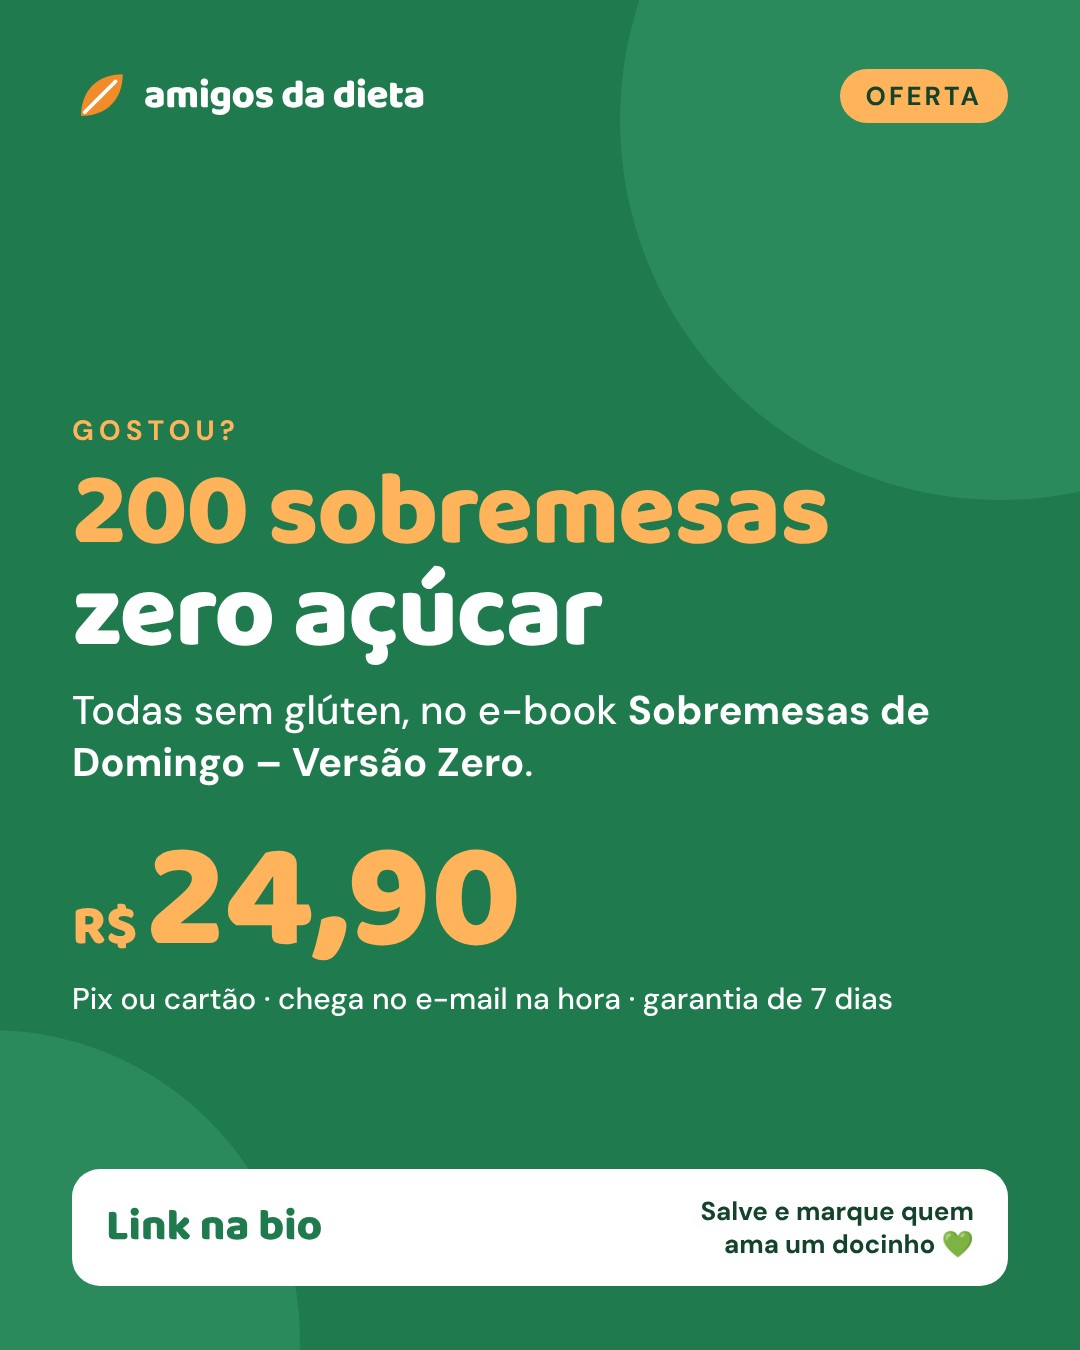 amigos da dieta
OFERTA
GOSTOU?
200 sobremesas
zero açúcar
Todas sem glúten, no e-book Sobremesas de
Domingo – Versão Zero.
R$ 24,90
Pix ou cartão · chega no e-mail na hora · garantia de 7 dias
Link na bio
Salve e marque quem
ama um docinho 💚